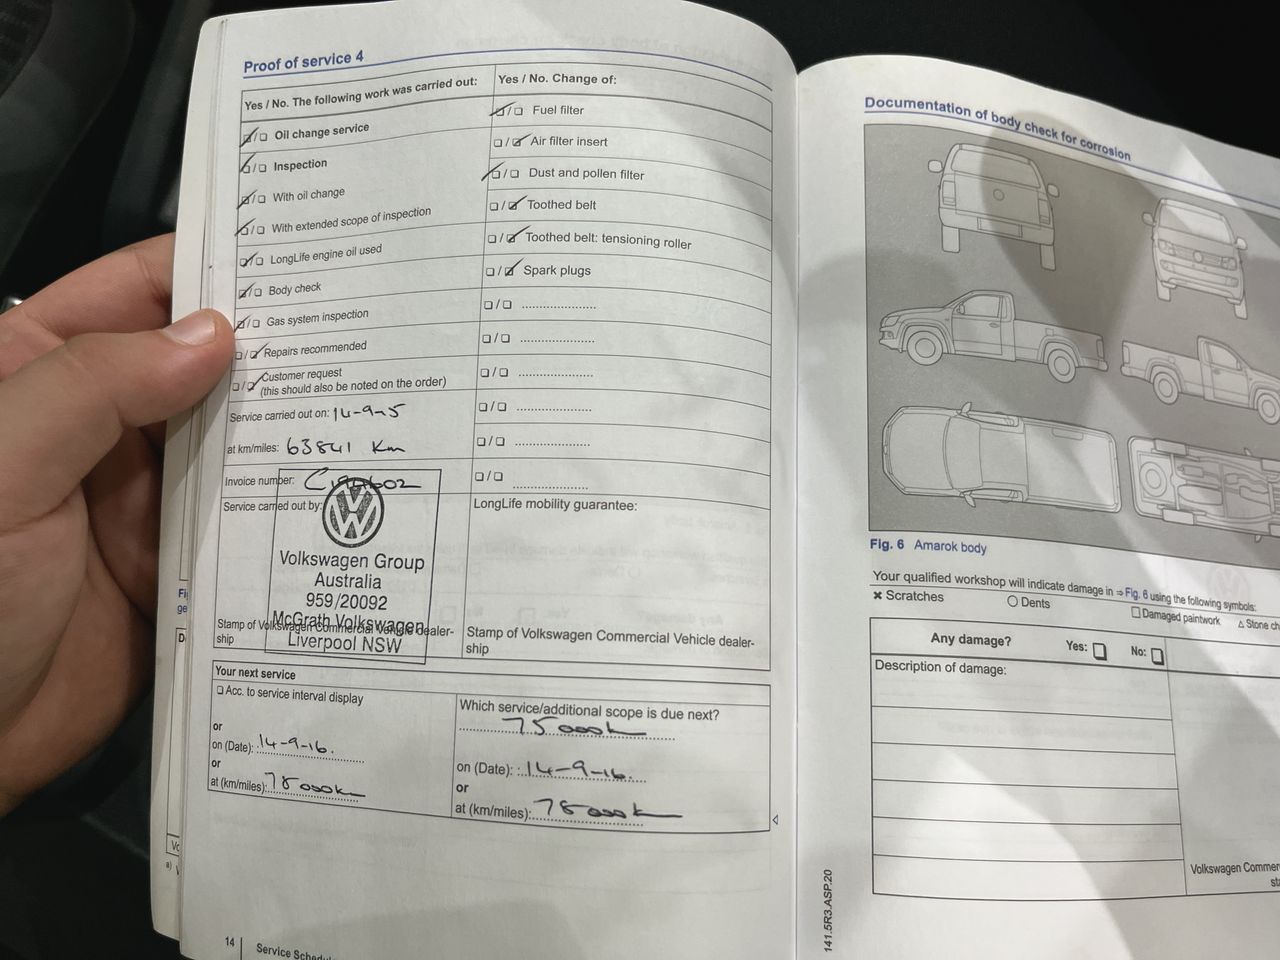 Proof of service 4
Yes / No. The following work was carried out:
❏/❏ Oil change service
❏/❏ Inspection
❏/❏ With oil change
❏/❏ With extended scope of inspection
❏/❏ LongLife engine oil used
❏/❏ Body check
❏/❏ Gas system inspection
❏/❏ Repairs recommended
❏/❏ Customer request
(this should also be noted on the order)
Service carried out on: 14-9-5
at km/miles: 63841 Km
Invoice number:
Service carried out by:
Volkswagen Group
Australia
959/20092
McGrath Volkswagen
Liverpool NSW
Stamp of Volkswagen Commercial Vehicle dealer-
ship
Yes / No. Change of:
❏/❏ Fuel filter
❏/❏ Air filter insert
❏/❏ Dust and pollen filter
❏/❏ Toothed belt
❏/❏ Toothed belt: tensioning roller
❏/❏ Spark plugs
❏/❏ ......................
❏/❏ ......................
❏/❏ ......................
❏/❏ ......................
❏/❏ ......................
❏/❏ ......................
LongLife mobility guarantee:
Stamp of Volkswagen Commercial Vehicle dealer-
ship
Your next service
❏ Acc. to service interval display
or
on (Date): 14-9-16.
or
at (km/miles): 75000k
Which service/additional scope is due next?
75000k
on (Date): 14-9-16.
or
at (km/miles): 75000k
14
Documentation of body check for corrosion
Fig. 6 Amarok body
Your qualified workshop will indicate damage in ⇒ Fig. 6 using the following symbols:
✖ Scratches
○ Dents
❏ Damaged paintwork
△ Stone
Any damage?
Yes: ❏
No: ❏
Description of damage:
Volkswagen
141.5R3.ASP.20